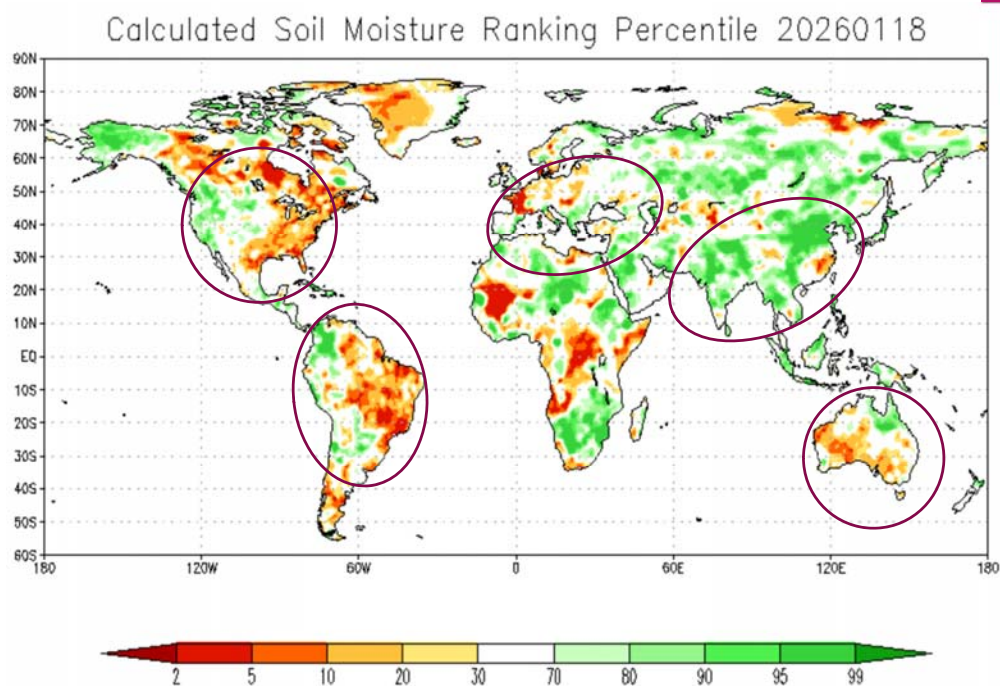 Calculated Soil Moisture Ranking Percentile 20260118
90N
80N
70N
60N
50N
40N
30N
20N
10N
EQ
10S
20S
30S
40S
50S
60S
180 120W 60W 0 60E 120E 180
2 5 10 20 30 70 80 90 95 99